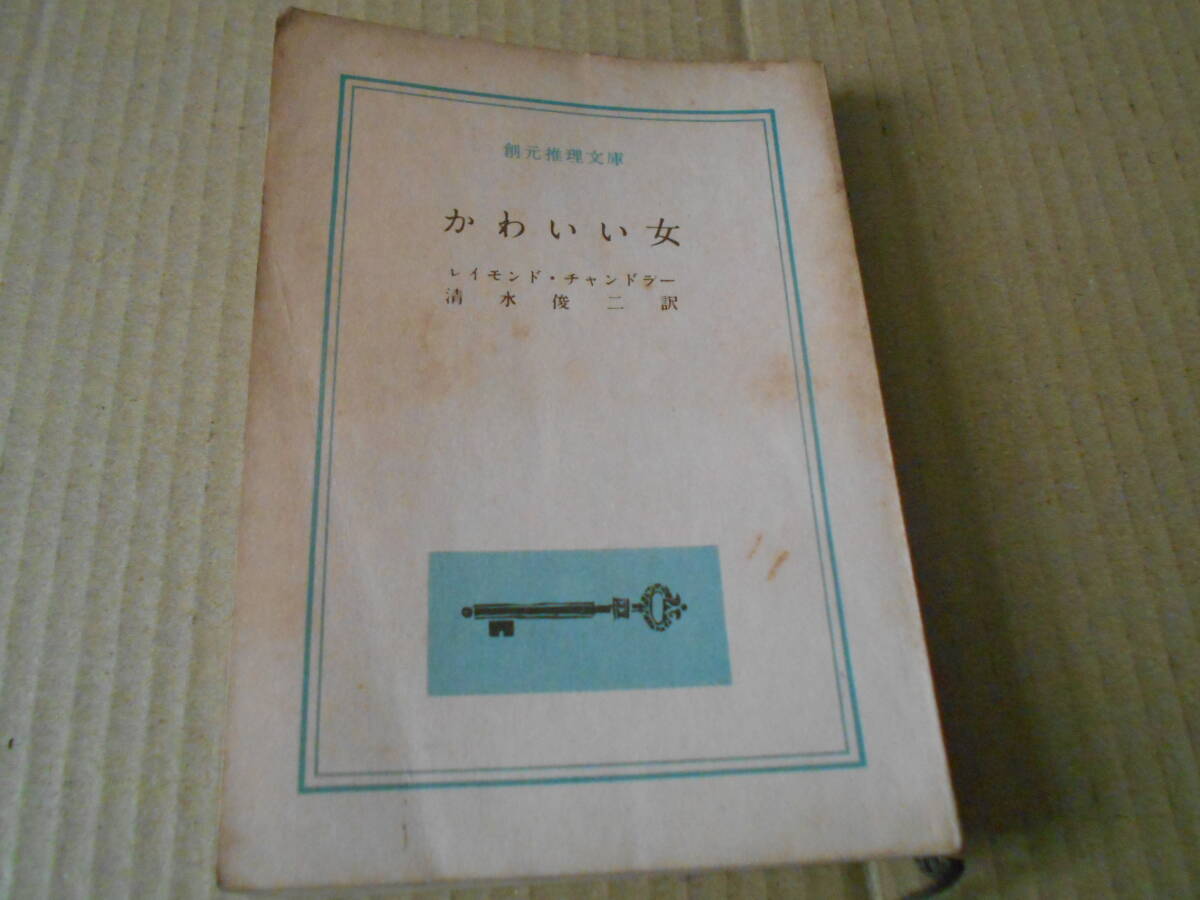 創元推理文庫
かわいい女
レイモンド・チャンドラー
清水俊二訳